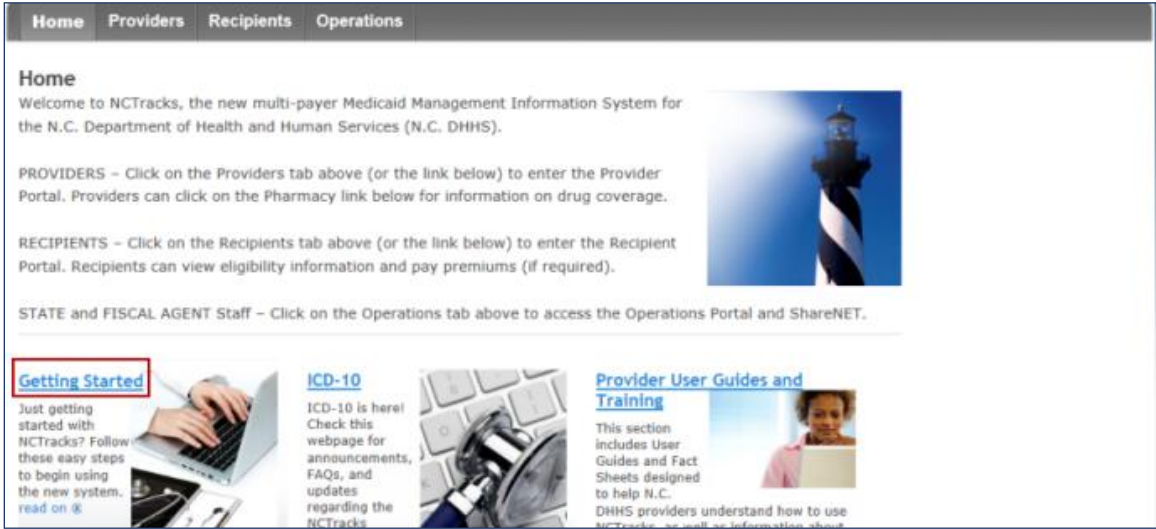 Home Providers Recipients Operations
Home
Welcome to NCTracks, the new multi-payer Medicaid Management Information System for
the N.C. Department of Health and Human Services (N.C. DHHS).
PROVIDERS – Click on the Providers tab above (or the link below) to enter the Provider
Portal. Providers can click on the Pharmacy link below for information on drug coverage.
RECIPIENTS – Click on the Recipients tab above (or the link below) to enter the Recipient
Portal. Recipients can view eligibility information and pay premiums (if required).
STATE and FISCAL AGENT Staff – Click on the Operations tab above to access the Operations Portal and ShareNET.
Getting Started
Just getting
started with
NCTracks? Follow
these easy steps
to begin using
the new system.
read on
ICD-10
ICD-10 is here!
Check this
webpage for
announcements,
FAQs, and
updates
regarding the
NCTracks
Provider User Guides and
Training
This section
includes User
Guides and Fact
Sheets designed
to help N.C.
DHHS providers understand how to use
NCTracks, as well as information about